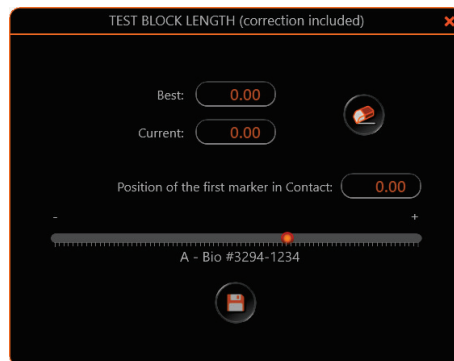 TEST BLOCK LENGTH (correction included)
Best: 0.00
Current: 0.00
Position of the first marker in Contact: 0.00
- +
A - Bio #3294-1234